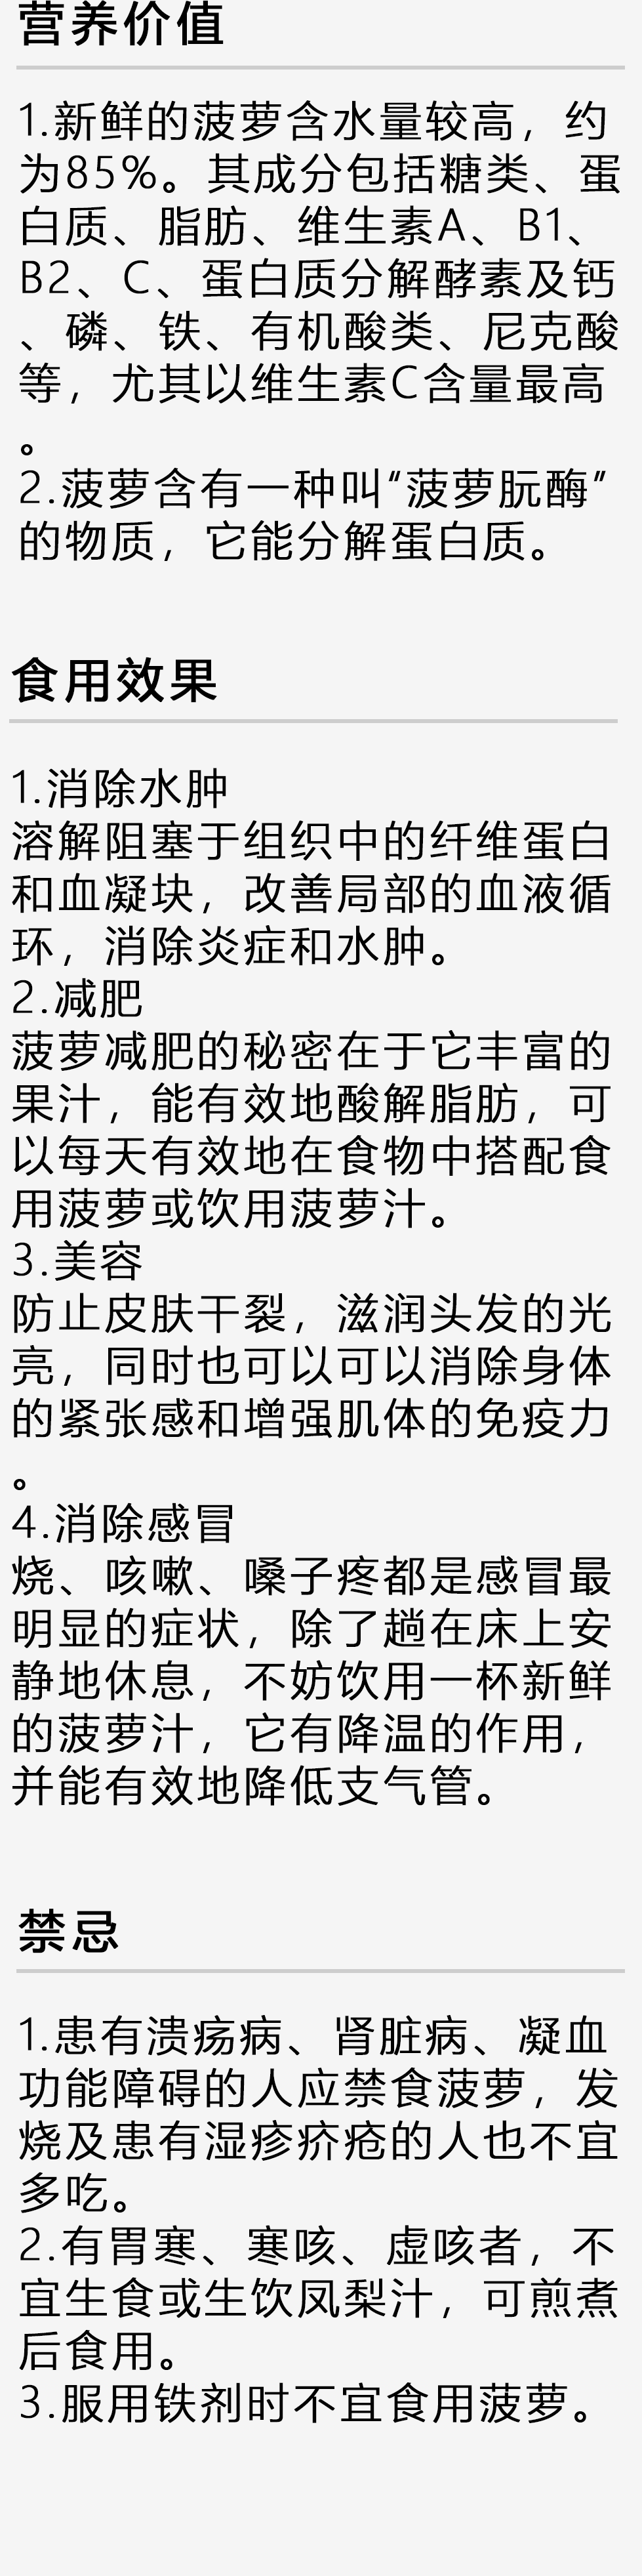 营养价值
1.新鲜的菠萝含水量较高，约
为85%。其成分包括糖类、蛋
白质、脂肪、维生素A、B1、
B2、C、蛋白质分解酵素及钙
、磷、铁、有机酸类、尼克酸
等，尤其以维生素C含量最高
。
2.菠萝含有一种叫“菠萝朊酶”
的物质，它能分解蛋白质。
食用效果
1.消除水肿
溶解阻塞于组织中的纤维蛋白
和血凝块，改善局部的血液循
环，消除炎症和水肿。
2.减肥
菠萝减肥的秘密在于它丰富的
果汁，能有效地酸解脂肪，可
以每天有效地在食物中搭配食
用菠萝或饮用菠萝汁。
3.美容
防止皮肤干裂，滋润头发的光
亮，同时也可以可以消除身体
的紧张感和增强肌体的免疫力
。
4.消除感冒
烧、咳嗽、嗓子疼都是感冒最
明显的症状，除了趟在床上安
静地休息，不妨饮用一杯新鲜
的菠萝汁，它有降温的作用，
并能有效地降低支气管。
禁忌
1.患有溃疡病、肾脏病、凝血
功能障碍的人应禁食菠萝，发
烧及患有湿疹疥疮的人也不宜
多吃。
2.有胃寒、寒咳、虚咳者，不
宜生食或生饮凤梨汁，可煎煮
后食用。
3.服用铁剂时不宜食用菠萝。